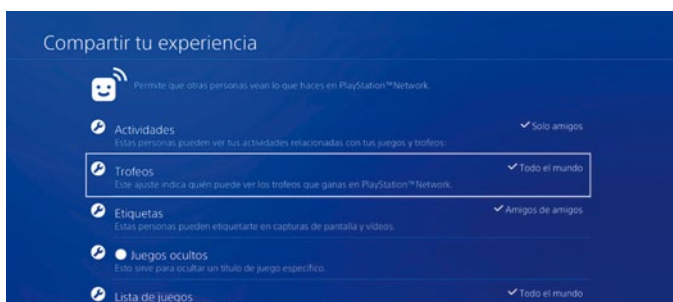 Compartir tu experiencia
Permite que otras personas vean lo que haces en PlayStation™Network.
Actividades
Solo amigos
Estas personas pueden ver tus actividades relacionadas con tus juegos y trofeos:
Trofeos
Todo el mundo
Este ajuste indica quién puede ver los trofeos que ganas en PlayStation™Network.
Etiquetas
Amigos de amigos
Estas personas pueden etiquetarte en capturas de pantalla y vídeos.
Juegos ocultos
Esto sirve para ocultar un título de juego específico.
Lista de juegos
Todo el mundo